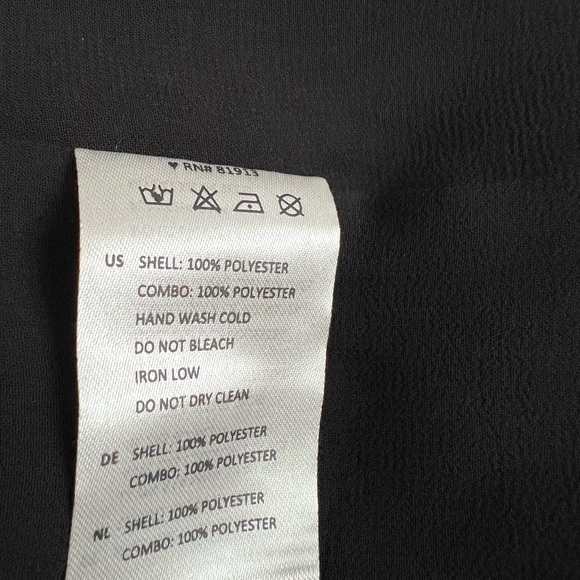 ♥ RN# 81913
US SHELL: 100% POLYESTER
COMBO: 100% POLYESTER
HAND WASH COLD
DO NOT BLEACH
IRON LOW
DO NOT DRY CLEAN
DE SHELL: 100% POLYESTER
COMBO: 100% POLYESTER
NL SHELL: 100% POLYESTER
COMBO: 100% POLYESTER